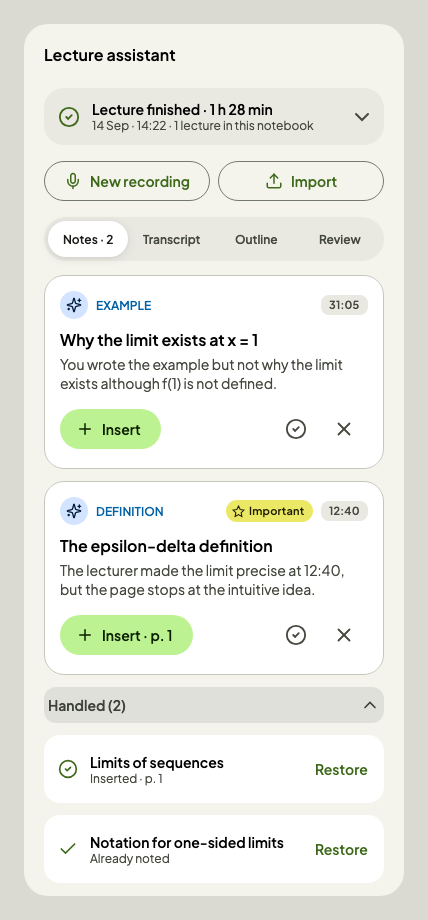 Lecture assistant
Lecture finished · 1 h 28 min
14 Sep · 14:22 · 1 lecture in this notebook
New recording
Import
Notes · 2
Transcript
Outline
Review
EXAMPLE
31:05
Why the limit exists at x = 1
You wrote the example but not why the limit
exists although f(1) is not defined.
Insert
DEFINITION
Important
12:40
The epsilon-delta definition
The lecturer made the limit precise at 12:40,
but the page stops at the intuitive idea.
Insert · p. 1
Handled (2)
Limits of sequences
Inserted · p. 1
Restore
Notation for one-sided limits
Already noted
Restore